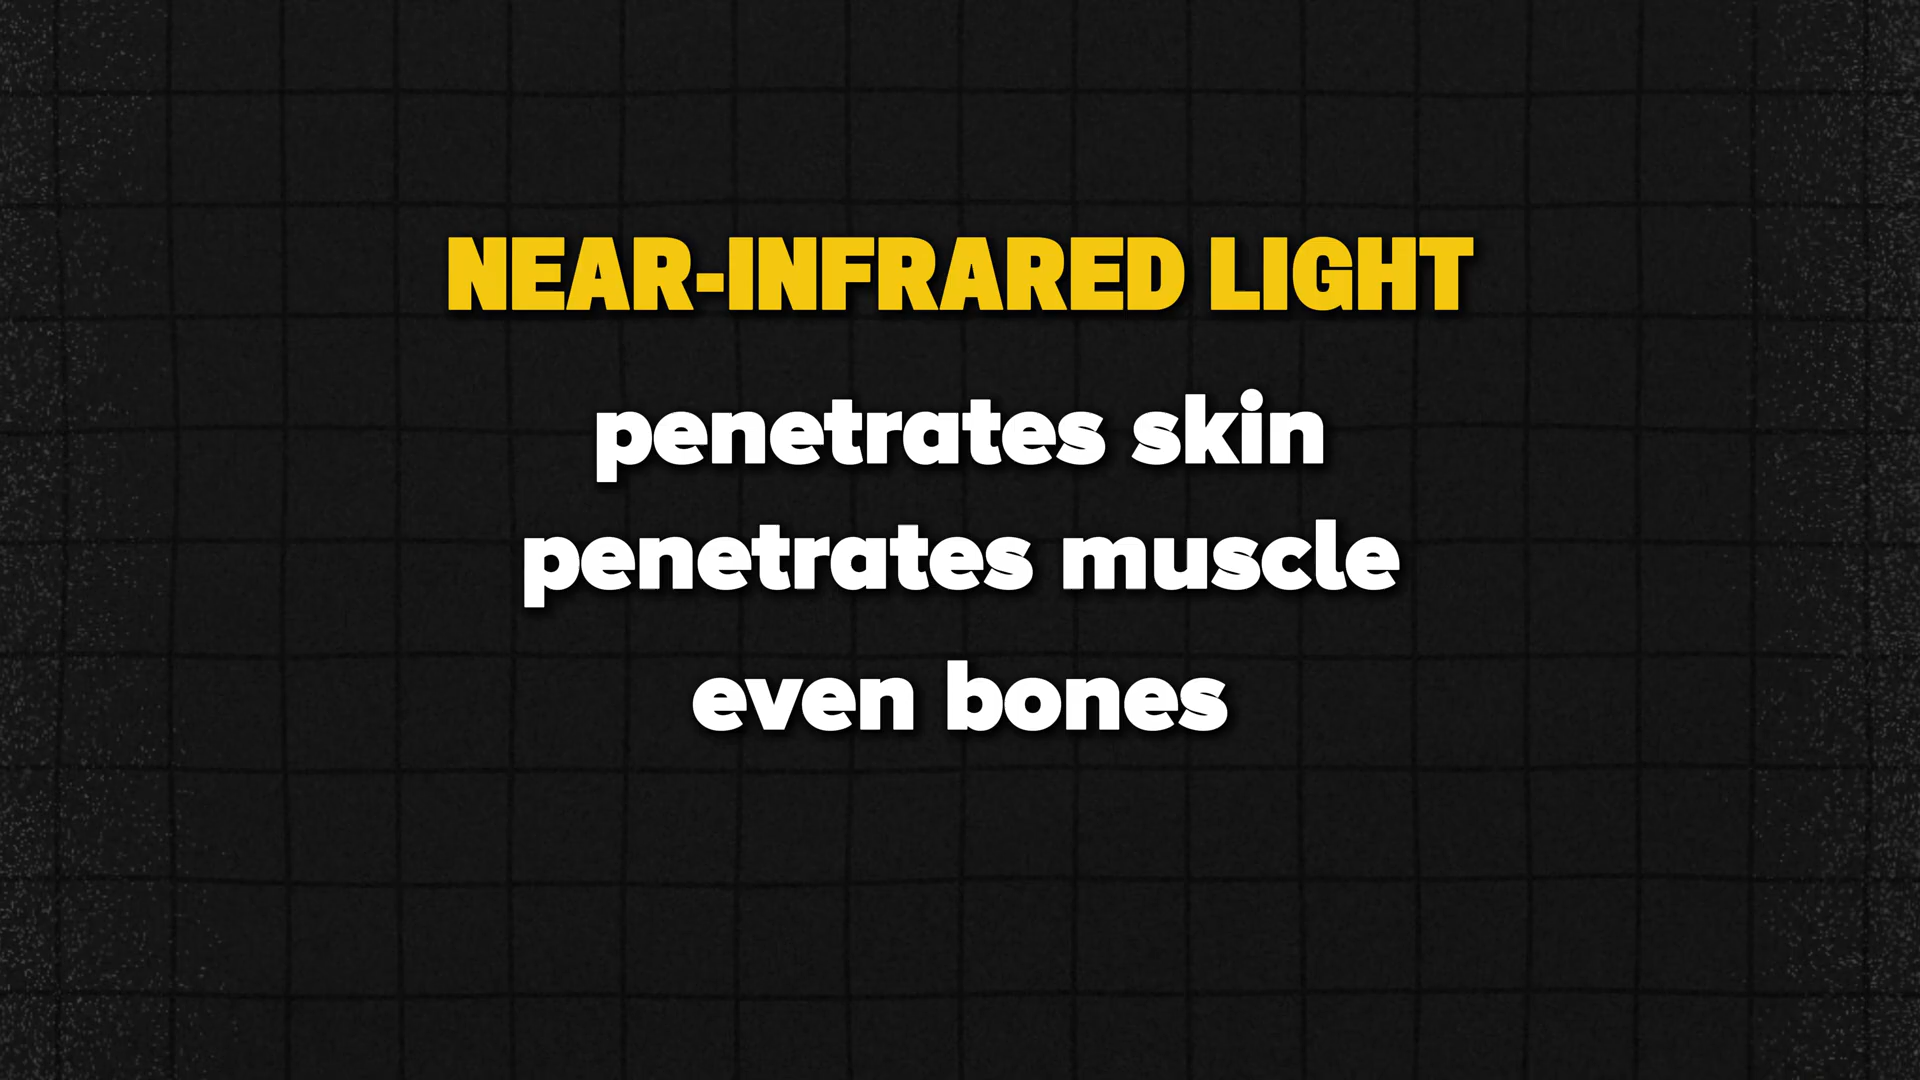 NEAR-INFRARED LIGHT
penetrates skin
penetrates muscle
even bones